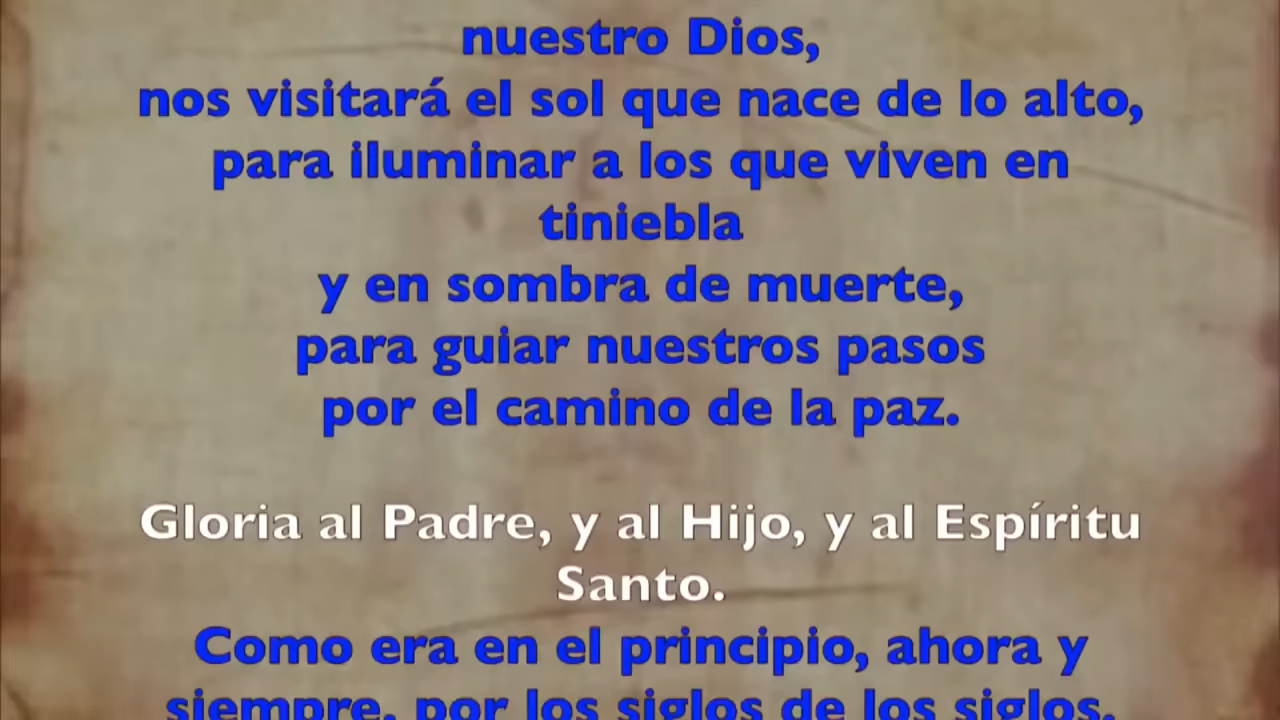 nuestro Dios,
nos visitará el sol que nace de lo alto,
para iluminar a los que viven en
tiniebla
y en sombra de muerte,
para guiar nuestros pasos
por el camino de la paz.
Gloria al Padre, y al Hijo, y al Espíritu
Santo.
Como era en el principio, ahora y
siempre, por los siglos de los siglos.